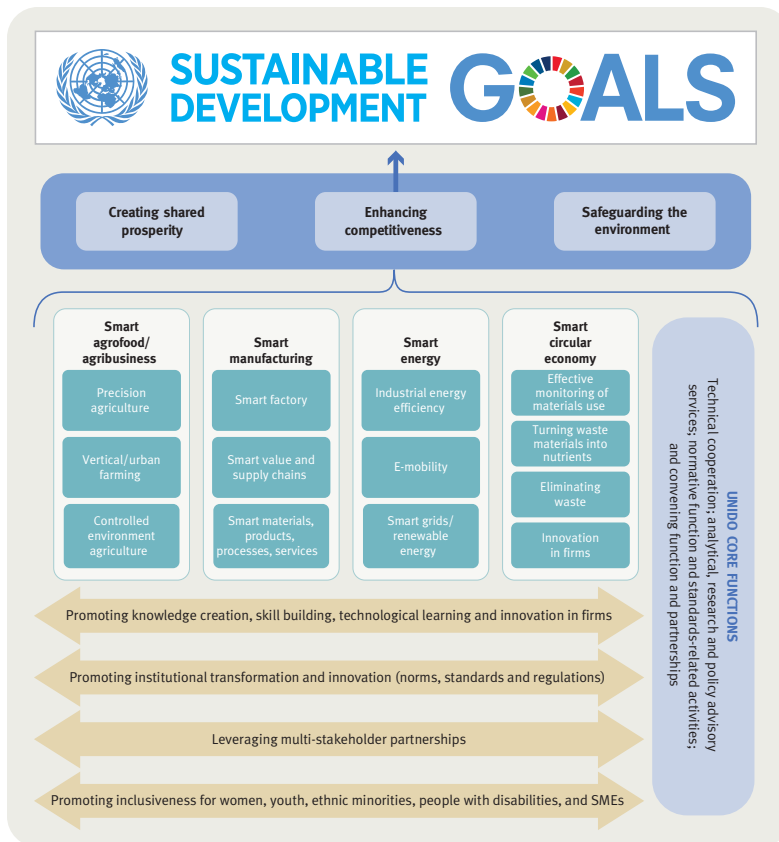 SUSTAINABLE
DEVELOPMENT
GOALS
Creating shared
prosperity
Enhancing
competitiveness
Safeguarding the
environment
Smart
agrofood/
agribusiness
Precision
agriculture
Vertical/urban
farming
Controlled
environment
agriculture
Smart
manufacturing
Smart factory
Smart value and
supply chains
Smart materials,
products,
processes, services
Smart
energy
Industrial energy
efficiency
E-mobility
Smart grids/
renewable
energy
Smart
circular
economy
Effective
monitoring of
materials use
Turning waste
materials into
nutrients
Eliminating
waste
Innovation
in firms
UNIDO CORE FUNCTIONS
Technical cooperation; analytical, research and policy advisory
services; normative function and standards-related activities;
and convening function and partnerships
Promoting knowledge creation, skill building, technological learning and innovation in firms
Promoting institutional transformation and innovation (norms, standards and regulations)
Leveraging multi-stakeholder partnerships
Promoting inclusiveness for women, youth, ethnic minorities, people with disabilities, and SMEs